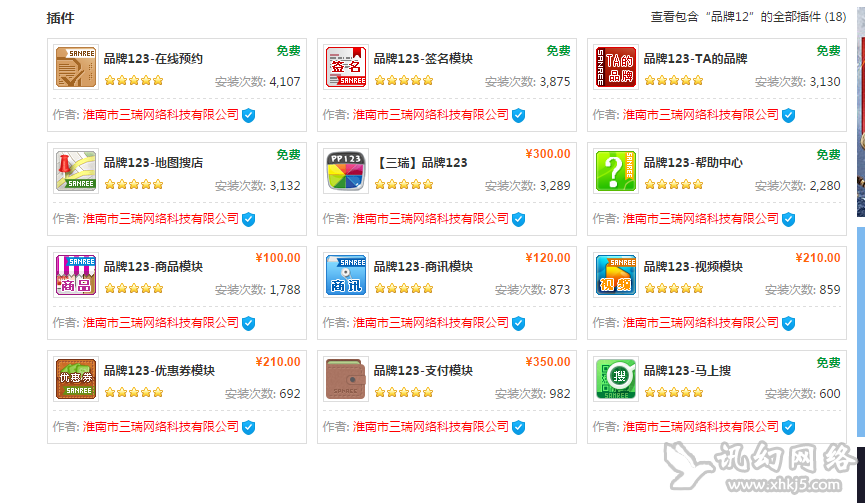 插件
查看包含“品牌12”的全部插件 (18)
SANREE
品牌123-在线预约
免费
安装次数: 4,107
作者: 淮南市三瑞网络科技有限公司
签名
SANREE
品牌123-签名模块
免费
安装次数: 3,875
作者: 淮南市三瑞网络科技有限公司
SANREE
TA的
品牌
品牌123-TA的品牌
免费
安装次数: 3,130
作者: 淮南市三瑞网络科技有限公司
SANREE
品牌123-地图搜店
免费
安装次数: 3,132
作者: 淮南市三瑞网络科技有限公司
PP123
【三瑞】品牌123
¥300.00
安装次数: 3,289
作者: 淮南市三瑞网络科技有限公司
?
SANREE
品牌123-帮助中心
免费
安装次数: 2,280
作者: 淮南市三瑞网络科技有限公司
SANREE
商品
品牌123-商品模块
¥100.00
安装次数: 1,788
作者: 淮南市三瑞网络科技有限公司
SANREE
商讯
品牌123-商讯模块
¥120.00
安装次数: 873
作者: 淮南市三瑞网络科技有限公司
SANREE
视频
品牌123-视频模块
¥210.00
安装次数: 859
作者: 淮南市三瑞网络科技有限公司
优惠券
SANREE
品牌123-优惠券模块
¥210.00
安装次数: 692
作者: 淮南市三瑞网络科技有限公司
SANREE
品牌123-支付模块
¥350.00
安装次数: 982
作者: 淮南市三瑞网络科技有限公司
搜
SANREE
品牌123-马上搜
免费
安装次数: 600
作者: 淮南市三瑞网络科技有限公司
讯幻网络
www.xhkj5.com